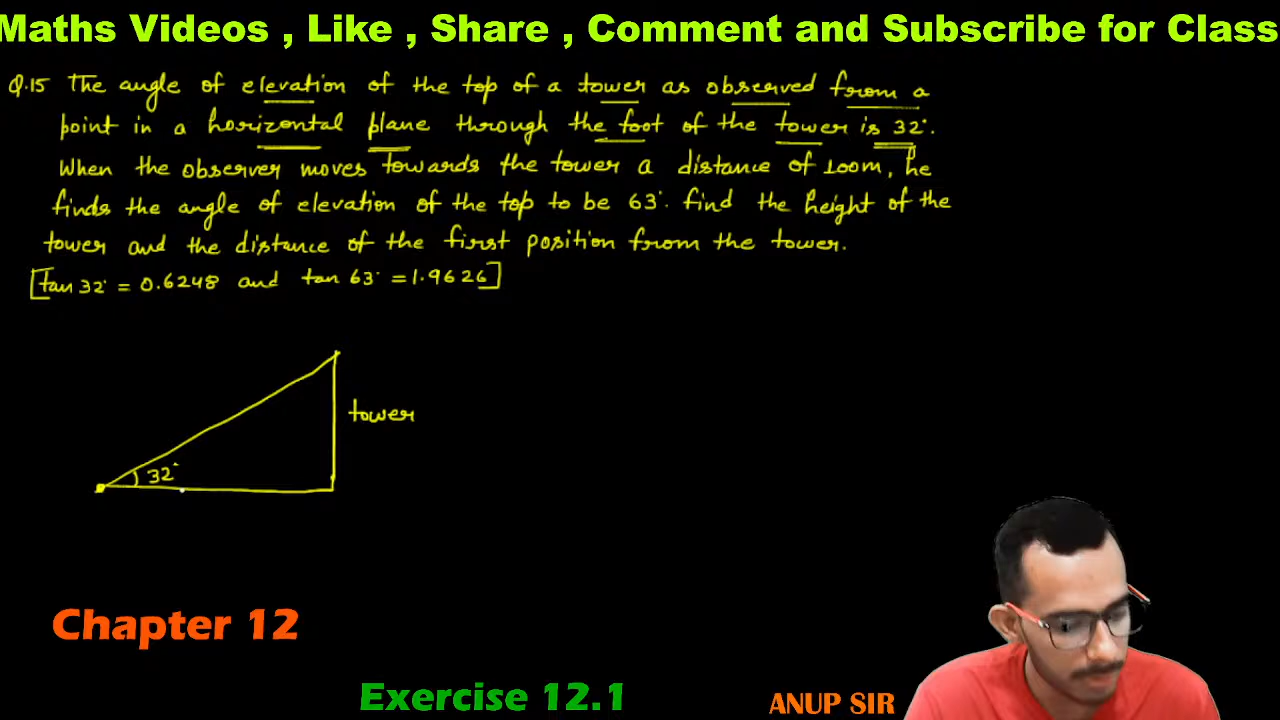 Maths Videos , Like , Share , Comment and Subscribe for Class
Q.15 The angle of elevation of the top of a tower as observed from a
point in a horizontal plane through the foot of the tower is 32°.
When the observer moves towards the tower a distance of 100m, he
finds the angle of elevation of the top to be 63°. find the height of the
tower and the distance of the first position from the tower.
[tan 32° = 0.6248 and tan 63° = 1.9626]
tower
32°
Chapter 12
Exercise 12.1
ANUP SIR